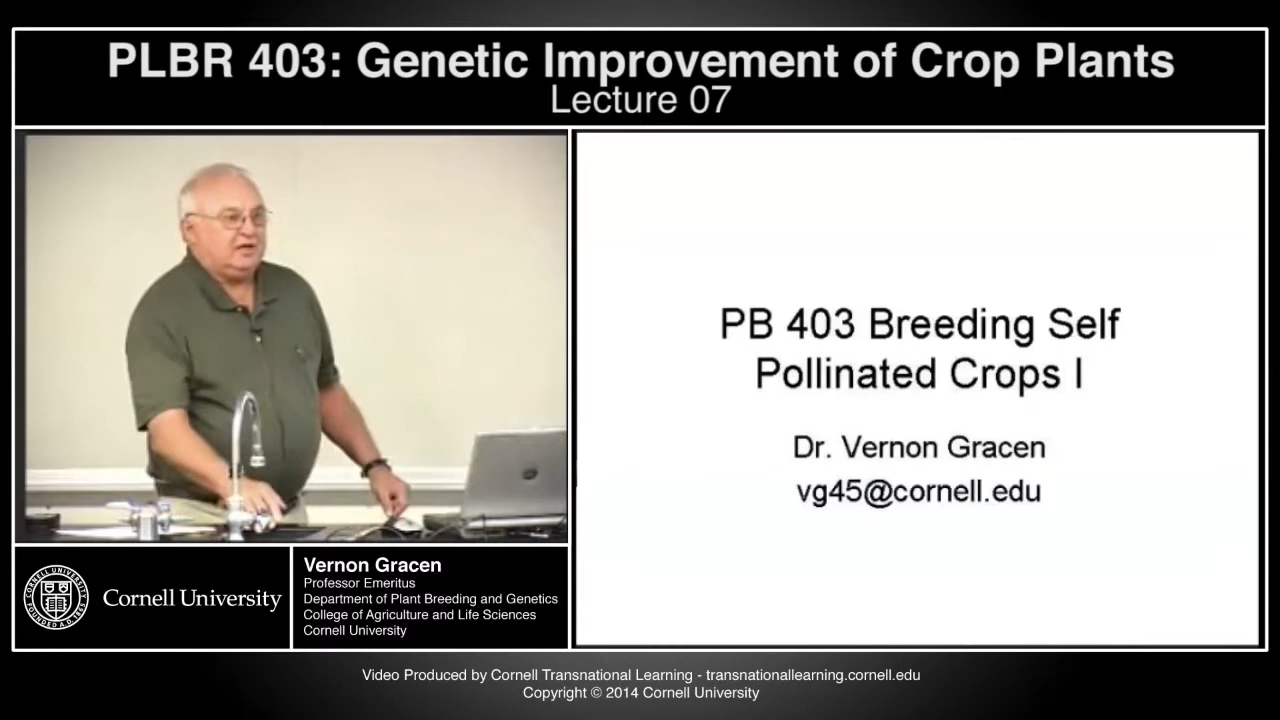 PLBR 403: Genetic Improvement of Crop Plants
Lecture 07
PB 403 Breeding Self
Pollinated Crops I
Dr. Vernon Gracen
vg45@cornell.edu
Cornell University
Vernon Gracen
Professor Emeritus
Department of Plant Breeding and Genetics
College of Agriculture and Life Sciences
Cornell University
Video Produced by Cornell Transnational Learning - transnationallearning.cornell.edu
Copyright © 2014 Cornell University